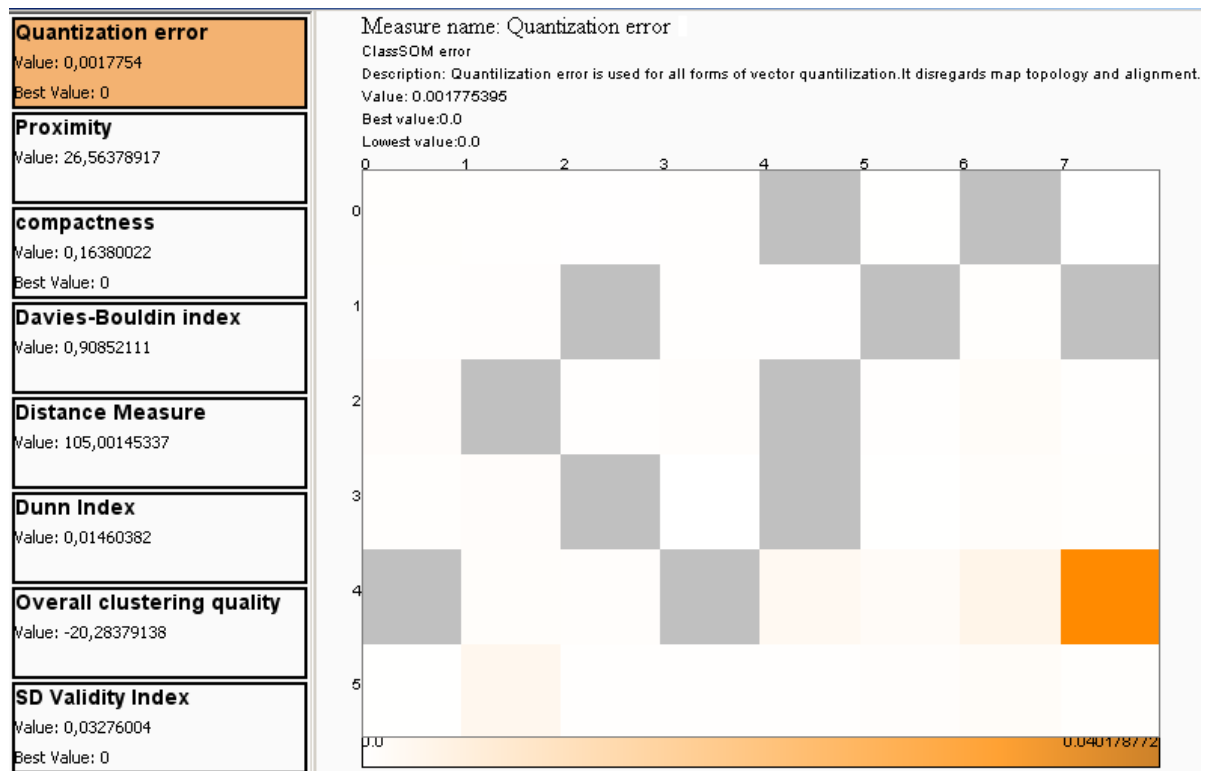 Quantization error
Value: 0,0017754
Best Value: 0
Proximity
Value: 26,56378917
compactness
Value: 0,16380022
Best Value: 0
Davies-Bouldin index
Value: 0,90852111
Distance Measure
Value: 105,00145337
Dunn Index
Value: 0,01460382
Overall clustering quality
Value: -20,28379138
SD Validity Index
Value: 0,03276004
Best Value: 0
Measure name: Quantization error
ClassSOM error
Description: Quantilization error is used for all forms of vector quantilization.It disregards map topology and alignment.
Value: 0.001775395
Best value:0.0
Lowest value:0.0
0 1 2 3 4 5 6 7
0
1
2
3
4
5
0.0 0.040178772